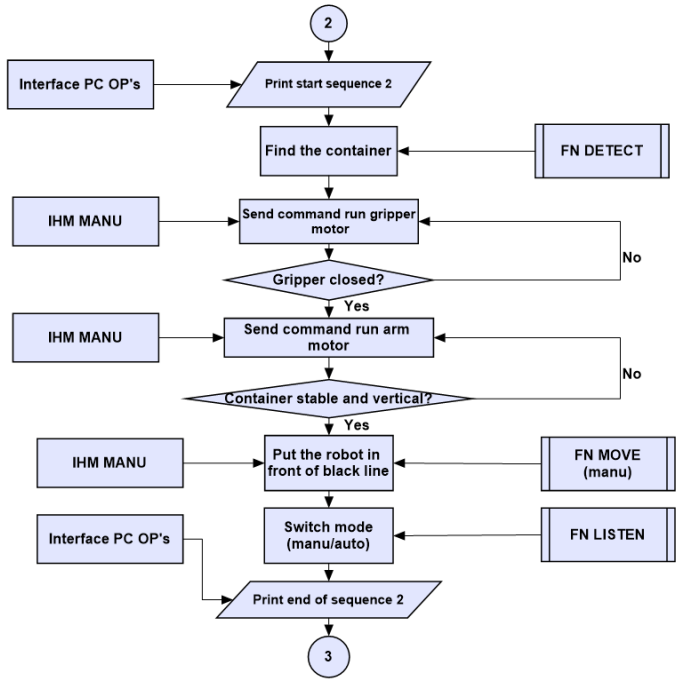 2
Interface PC OP's
Print start sequence 2
Find the container
FN DETECT
IHM MANU
Send command run gripper
motor
No
Gripper closed?
Yes
IHM MANU
Send command run arm
motor
No
Container stable and vertical?
Yes
IHM MANU
Put the robot in
front of black line
FN MOVE
(manu)
Interface PC OP's
Switch mode
(manu/auto)
FN LISTEN
Print end of sequence 2
3